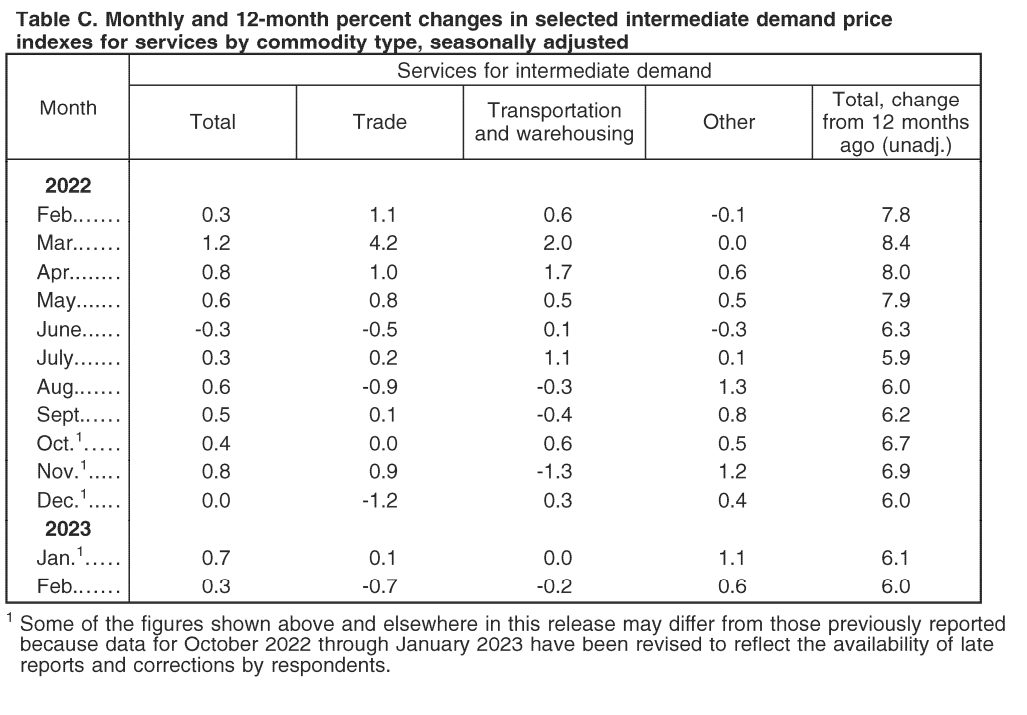 Table C. Monthly and 12-month percent changes in selected intermediate demand price
indexes for services by commodity type, seasonally adjusted
Services for intermediate demand
Month Total Trade Transportation and warehousing Other Total, change from 12 months ago (unadj.)
2022
Feb....... 0.3 1.1 0.6 -0.1 7.8
Mar....... 1.2 4.2 2.0 0.0 8.4
Apr........ 0.8 1.0 1.7 0.6 8.0
May....... 0.6 0.8 0.5 0.5 7.9
June...... -0.3 -0.5 0.1 -0.3 6.3
July....... 0.3 0.2 1.1 0.1 5.9
Aug....... 0.6 -0.9 -0.3 1.3 6.0
Sept...... 0.5 0.1 -0.4 0.8 6.2
Oct.¹..... 0.4 0.0 0.6 0.5 6.7
Nov.¹..... 0.8 0.9 -1.3 1.2 6.9
Dec.¹..... 0.0 -1.2 0.3 0.4 6.0
2023
Jan.¹..... 0.7 0.1 0.0 1.1 6.1
Feb....... 0.3 -0.7 -0.2 0.6 6.0
¹ Some of the figures shown above and elsewhere in this release may differ from those previously reported
because data for October 2022 through January 2023 have been revised to reflect the availability of late
reports and corrections by respondents.